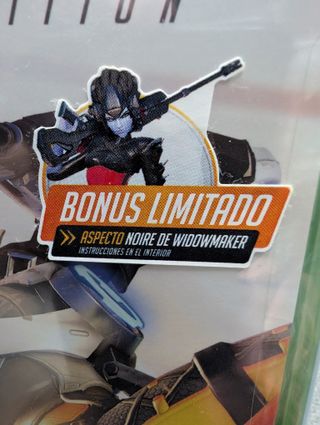 ITION
BONUS LIMITADO
ASPECTO NOIRE DE WIDOWMAKER
INSTRUCCIONES EN EL INTERIOR